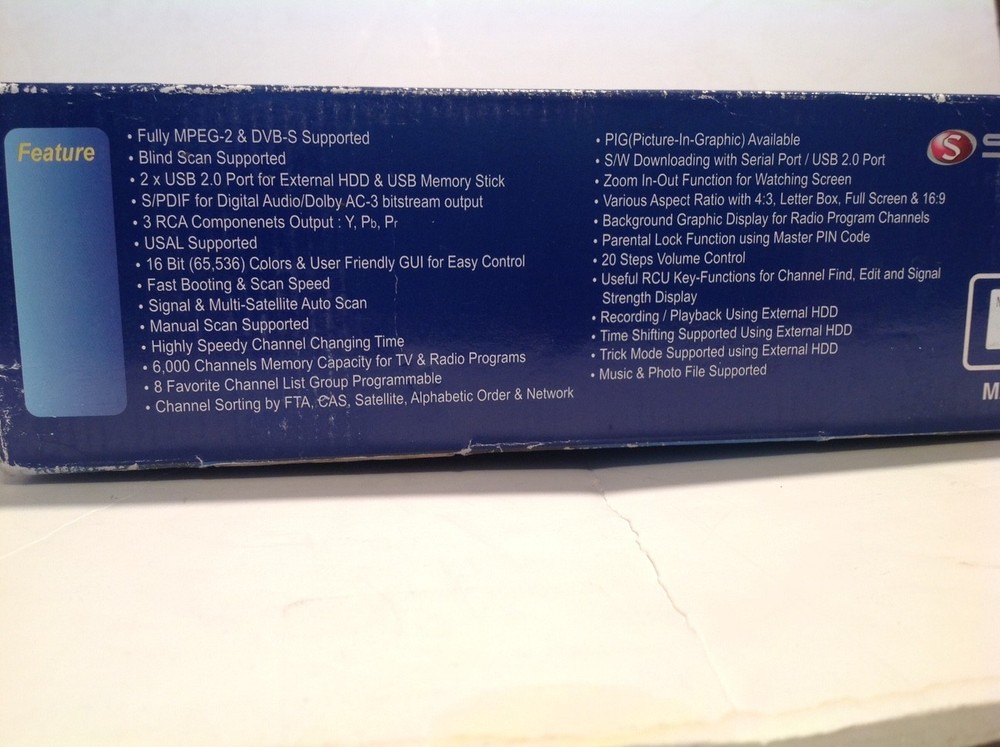 Feature
• Fully MPEG-2 & DVB-S Supported
• Blind Scan Supported
• 2 x USB 2.0 Port for External HDD & USB Memory Stick
• S/PDIF for Digital Audio/Dolby AC-3 bitstream output
• 3 RCA Componenets Output : Y, Pb, Pr
• USAL Supported
• 16 Bit (65,536) Colors & User Friendly GUI for Easy Control
• Fast Booting & Scan Speed
• Signal & Multi-Satellite Auto Scan
• Manual Scan Supported
• Highly Speedy Channel Changing Time
• 6,000 Channels Memory Capacity for TV & Radio Programs
• 8 Favorite Channel List Group Programmable
• Channel Sorting by FTA, CAS, Satellite, Alphabetic Order & Network
• PIG(Picture-In-Graphic) Available
• S/W Downloading with Serial Port / USB 2.0 Port
• Zoom In-Out Function for Watching Screen
• Various Aspect Ratio with 4:3, Letter Box, Full Screen & 16:9
• Background Graphic Display for Radio Program Channels
• Parental Lock Function using Master PIN Code
• 20 Steps Volume Control
• Useful RCU Key-Functions for Channel Find, Edit and Signal
Strength Display
• Recording / Playback Using External HDD
• Time Shifting Supported Using External HDD
• Trick Mode Supported using External HDD
• Music & Photo File Supported
S